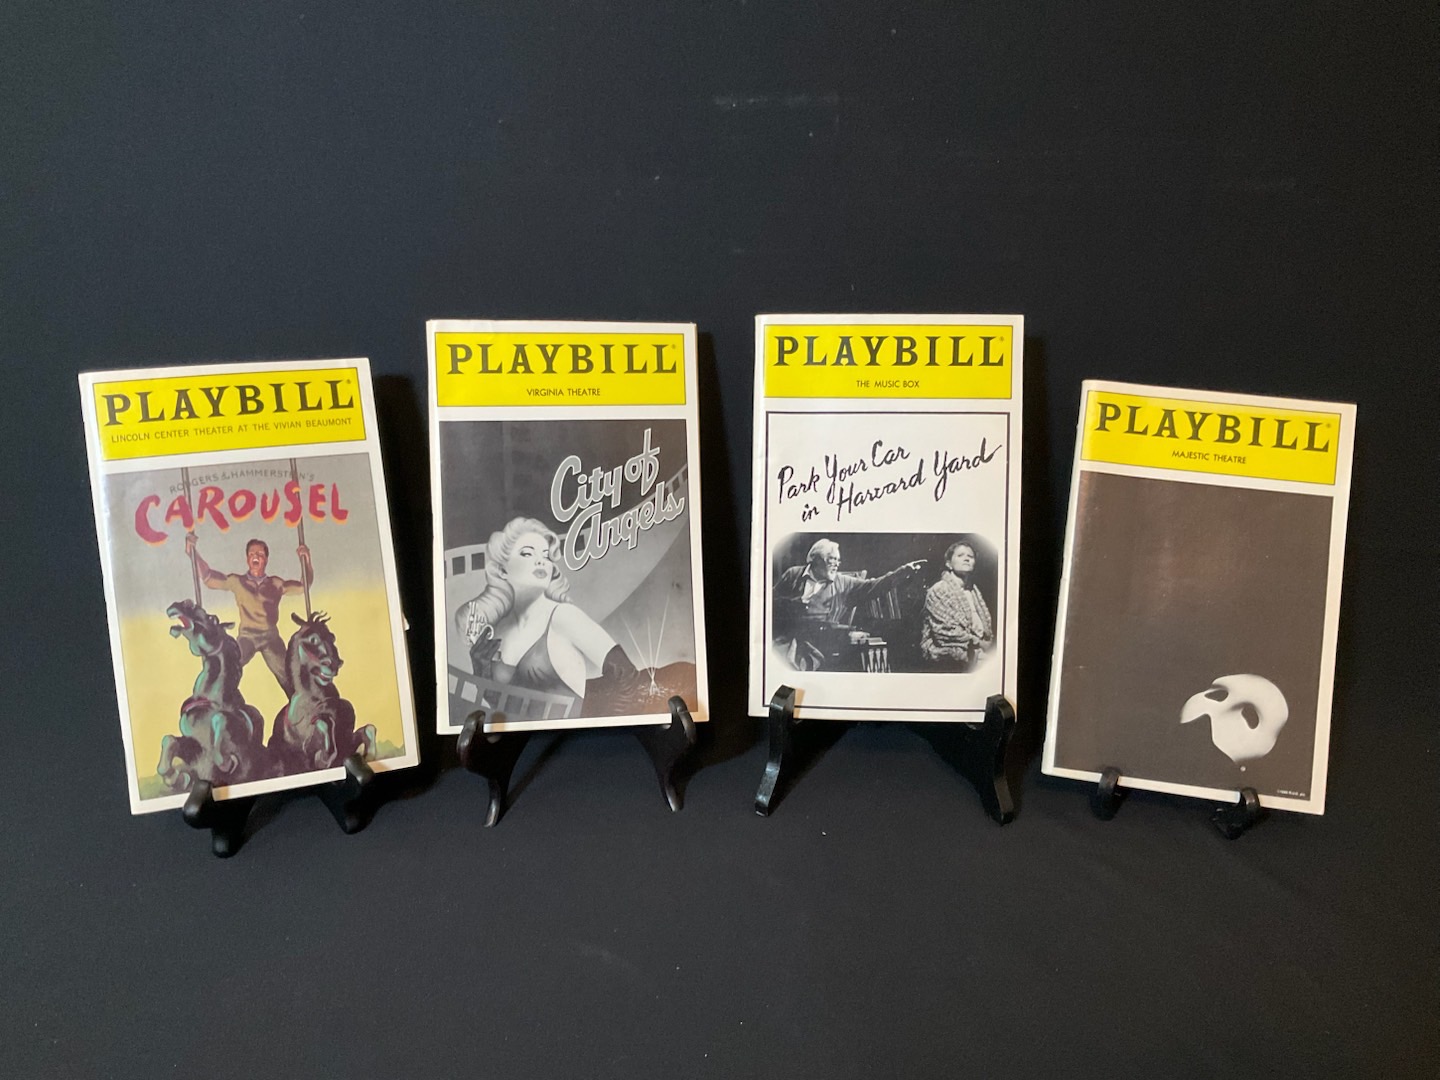 PLAYBILL®
LINCOLN CENTER THEATER AT THE VIVIAN BEAUMONT
RODGERS & HAMMERSTEIN'S
CAROUSEL
PLAYBILL®
VIRGINIA THEATRE
City of
Angels
PLAYBILL®
THE MUSIC BOX
Park Your Car
in Harvard Yard
PLAYBILL®
MAJESTIC THEATRE